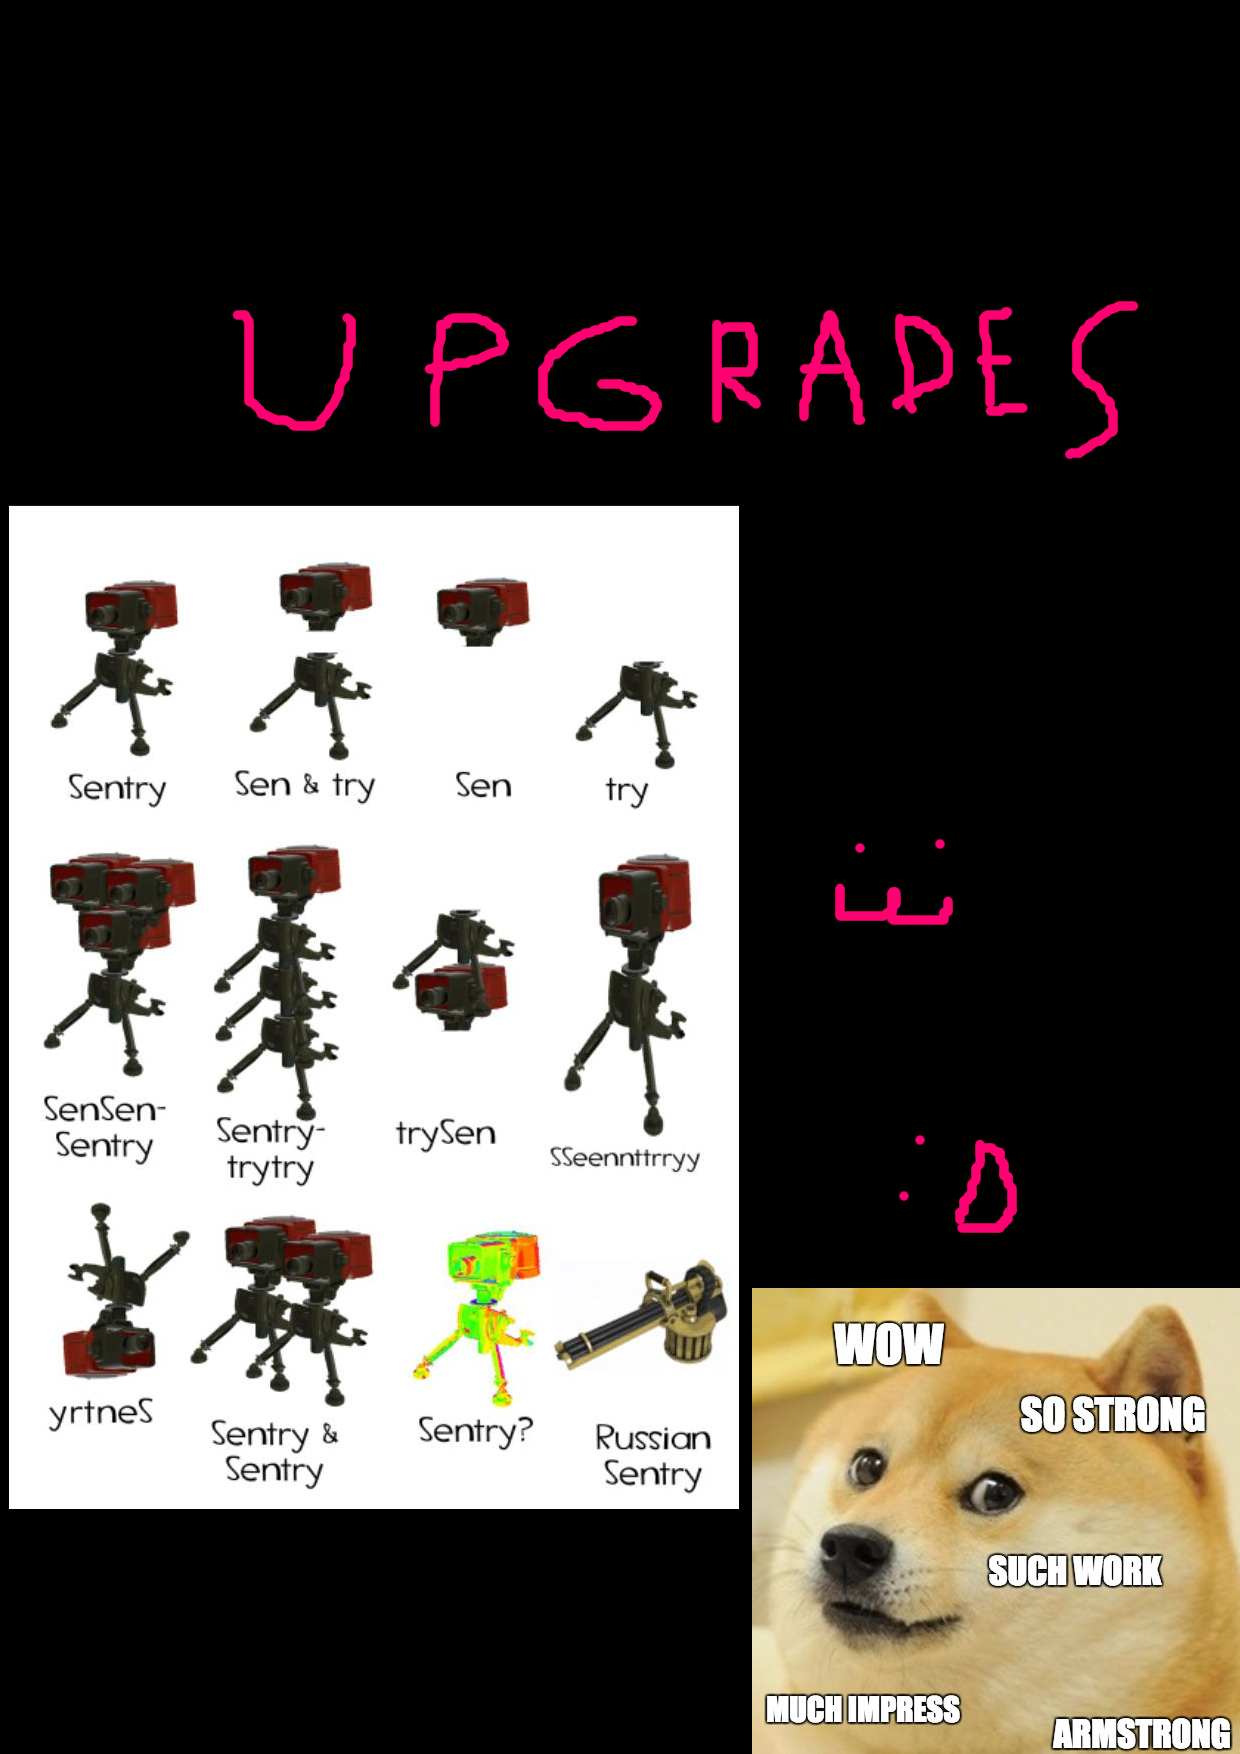 UPGRADES
Sentry
Sen & try
Sen
try
SenSen-
Sentry
Sentry-
trytry
trySen
SSeennttrryy
yrtneS
Sentry &
Sentry
Sentry?
Russian
Sentry
:D
WOW
SO STRONG
SUCH WORK
MUCH IMPRESS
ARMSTRONG